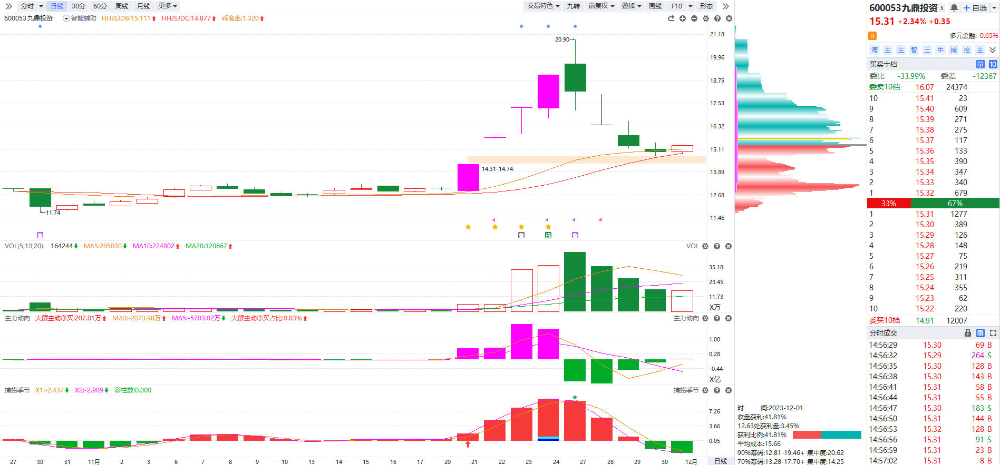 分时 日线 30分 60分 周线 月线 更多 交易特色 九转 前复权 叠加 画线 F10 形态
600053九鼎投资 自选
15.31 +2.34% +0.35
R 多元金融: 0.65%
海 主 主 智 三 牛 捕 控 主
600053 九鼎投资 智能辅助 HHJSJDB:15.111 HHJSJDC:14.877 乖离率:1.320
20.90
14.31-14.74
11.74
21.18
19.96
18.75
17.53
16.32
15.11
13.89
12.68
11.46
VOL(5,10,20) 164244 MA5:285030 MA10:224802 MA20:120667 VOL
35.18
23.45
11.73
X万
主力动向 大额主动净买:207.01万 MA3:-2073.98万 MA5:-5703.02万 大额主动净买占比:0.83% 主力动向
1.00
0.28
-0.44
X亿
捕捞季节 X1:-2.437 X2:-2.909 彩柱数:0.000 捕捞季节
7.26
3.66
0.05
27 30 31 11月 2 3 6 7 8 9 10 13 14 15 16 17 20 21 22 23 24 27 28 29 30 12月 日线
时 间:2023-12-01
收盘获利:41.81%
12.63处获利盘:3.45%
获利比例:41.81%
平均成本:15.66
90%筹码:12.81-19.46+ 集中度:20.62
70%筹码:13.28-17.70+ 集中度:14.25
买卖十档 量 10
委比 -33.99% 委差 -12367
委卖10档 16.07 24374
10 15.41 23
9 15.40 609
8 15.39 271
7 15.38 275
6 15.37 117
5 15.36 133
4 15.35 390
3 15.34 347
2 15.33 340
1 15.32 679
33% 67%
1 15.31 1277
2 15.30 389
3 15.29 126
4 15.28 148
5 15.27 75
6 15.26 219
7 15.25 311
8 15.24 355
9 15.23 62
10 15.22 220
委买10档 14.91 12007
分时成交 量
14:56:29 15.30 69 B
14:56:32 15.29 264 S
14:56:35 15.30 128 B
14:56:38 15.30 143 B
14:56:41 15.31 58 B
14:56:44 15.31 55 B
14:56:47 15.30 183 S
14:56:50 15.31 144 B
14:56:53 15.32 128 B
14:56:56 15.31 91 S
14:56:59 15.31 23 B
14:57:02 15.31 8 B